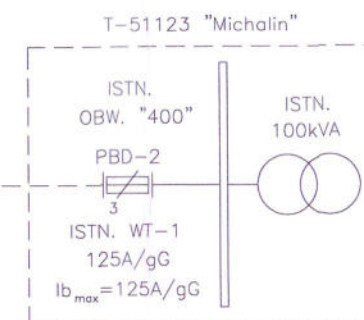 T-51123 "Michalin"
ISTN.
OBW. "400"
PBD-2
3
ISTN. WT-1
125A/gG
Ib max=125A/gG
ISTN.
100kVA